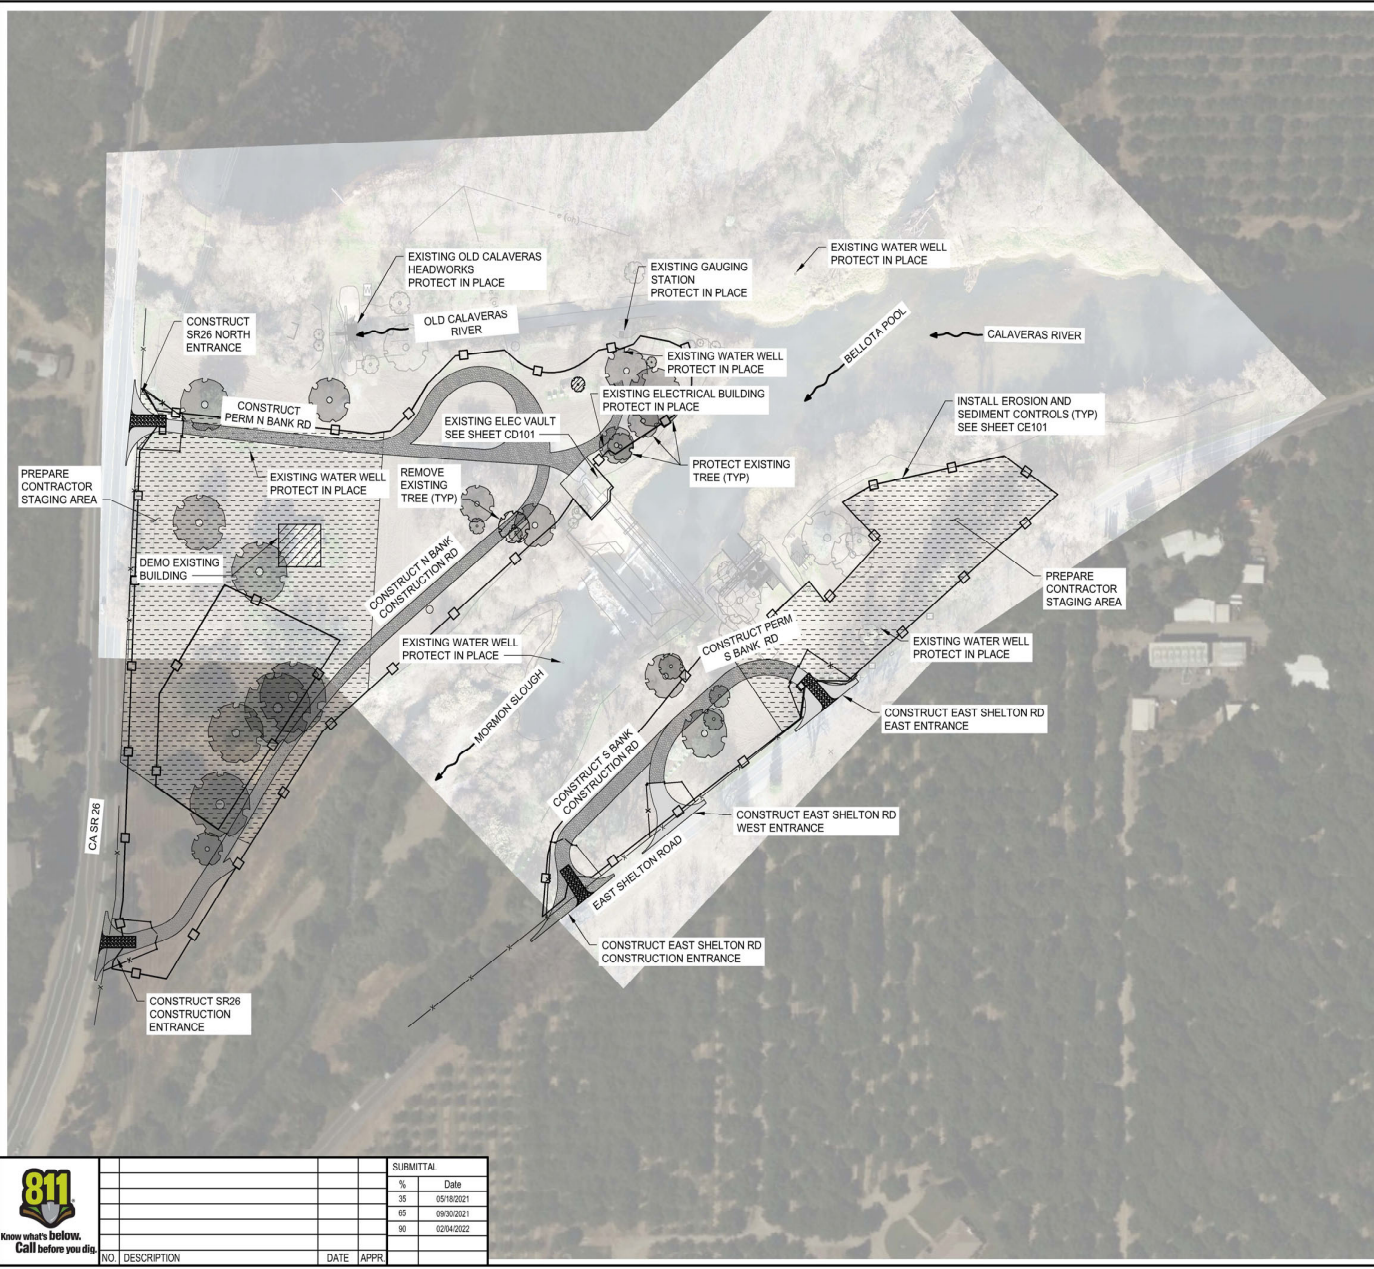 EXISTING WATER WELL
PROTECT IN PLACE
EXISTING OLD CALAVERAS
HEADWORKS
PROTECT IN PLACE
EXISTING GAUGING
STATION
PROTECT IN PLACE
(oh)
CONSTRUCT
SR26 NORTH
ENTRANCE
OLD CALAVERAS
RIVER
BELLOTA POOL
CALAVERAS RIVER
EXISTING WATER WELL
PROTECT IN PLACE
EXISTING ELECTRICAL BUILDING
PROTECT IN PLACE
INSTALL EROSION AND
SEDIMENT CONTROLS (TYP)
SEE SHEET CE101
CONSTRUCT
PERM N BANK RD
EXISTING ELEC VAULT
SEE SHEET CD101
PREPARE
CONTRACTOR
STAGING AREA
EXISTING WATER WELL
PROTECT IN PLACE
REMOVE
EXISTING
TREE (TYP)
PROTECT EXISTING
TREE (TYP)
DEMO EXISTING
BUILDING
CONSTRUCT N BANK
CONSTRUCTION RD
PREPARE
CONTRACTOR
STAGING AREA
EXISTING WATER WELL
PROTECT IN PLACE
CONSTRUCT PERM
S BANK RD
EXISTING WATER WELL
PROTECT IN PLACE
MORMON SLOUGH
CONSTRUCT EAST SHELTON RD
EAST ENTRANCE
CONSTRUCT S BANK
CONSTRUCTION RD
CA SR 26
CONSTRUCT EAST SHELTON RD
WEST ENTRANCE
EAST SHELTON ROAD
CONSTRUCT EAST SHELTON RD
CONSTRUCTION ENTRANCE
CONSTRUCT SR26
CONSTRUCTION
ENTRANCE
811
Know what's below.
Call before you dig.
NO. DESCRIPTION DATE APPR.
SUBMITTAL
% Date
35 05/18/2021
65 09/30/2021
90 02/04/2022